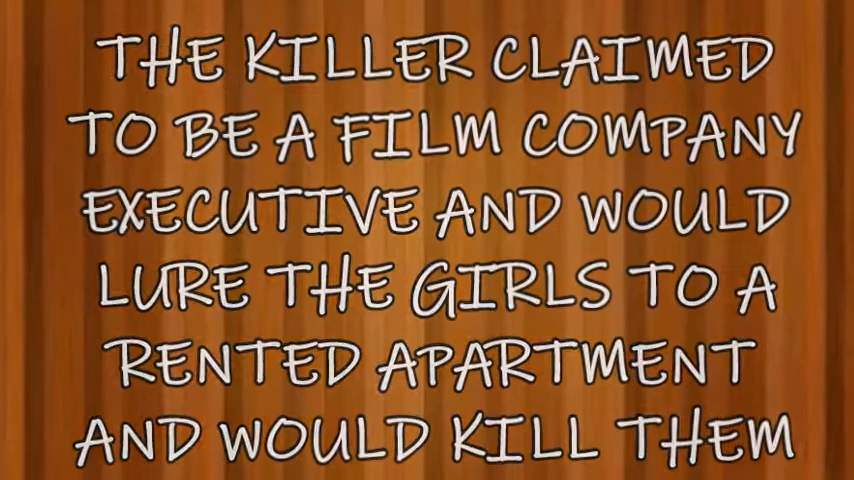 THE KILLER CLAIMED
TO BE A FILM COMPANY
EXECUTIVE AND WOULD
LURE THE GIRLS TO A
RENTED APARTMENT
AND WOULD KILL THEM